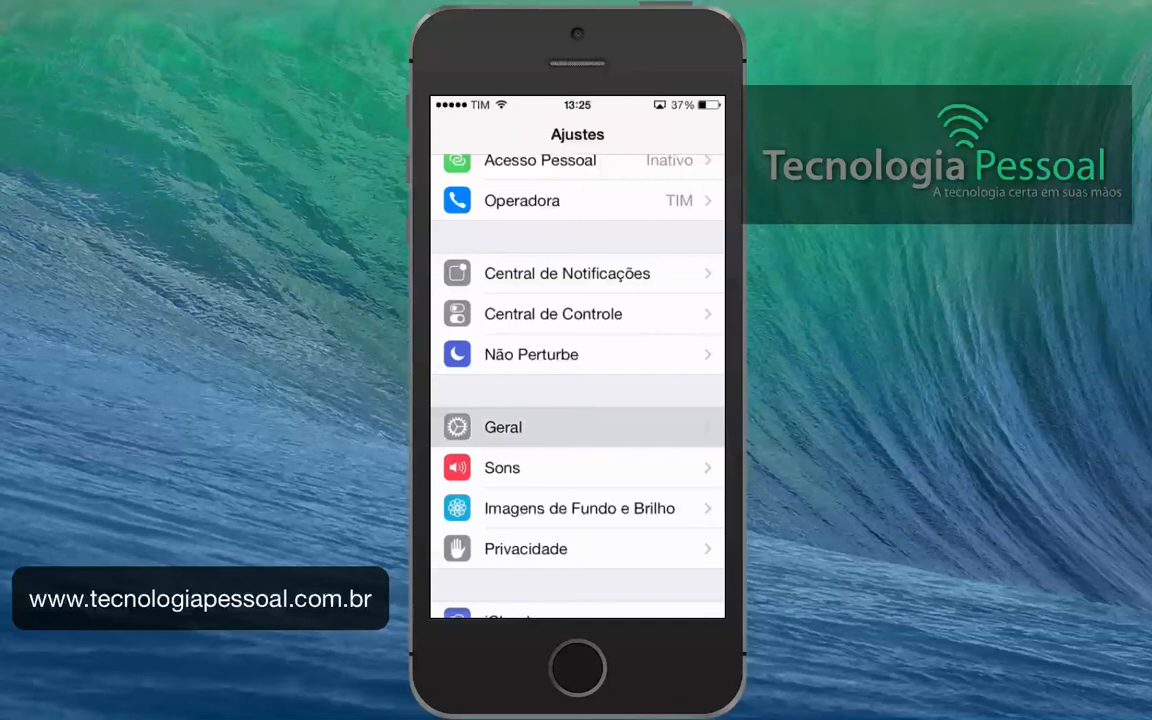 TIM 13:25 37%
Ajustes
Acesso Pessoal Inativo
Operadora TIM
Central de Notificações
Central de Controle
Não Perturbe
Geral
Sons
Imagens de Fundo e Brilho
Privacidade
Tecnologia Pessoal
A tecnologia certa em suas mãos
www.tecnologiapessoal.com.br